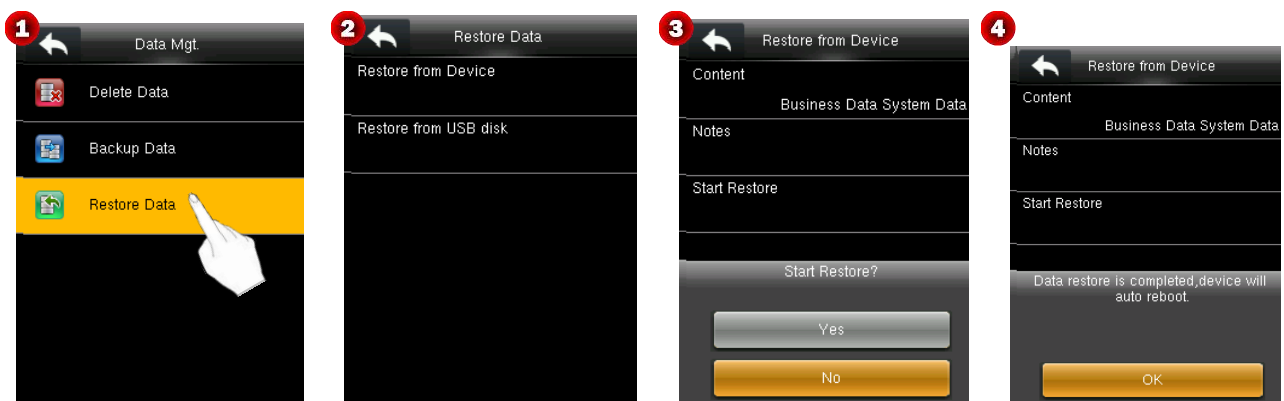 1
Data Mgt.
Delete Data
Backup Data
Restore Data
2
Restore Data
Restore from Device
Restore from USB disk
3
Restore from Device
Content
Business Data System Data
Notes
Start Restore
Start Restore?
Yes
No
4
Restore from Device
Content
Business Data System Data
Notes
Start Restore
Data restore is completed,device will
auto reboot.
OK